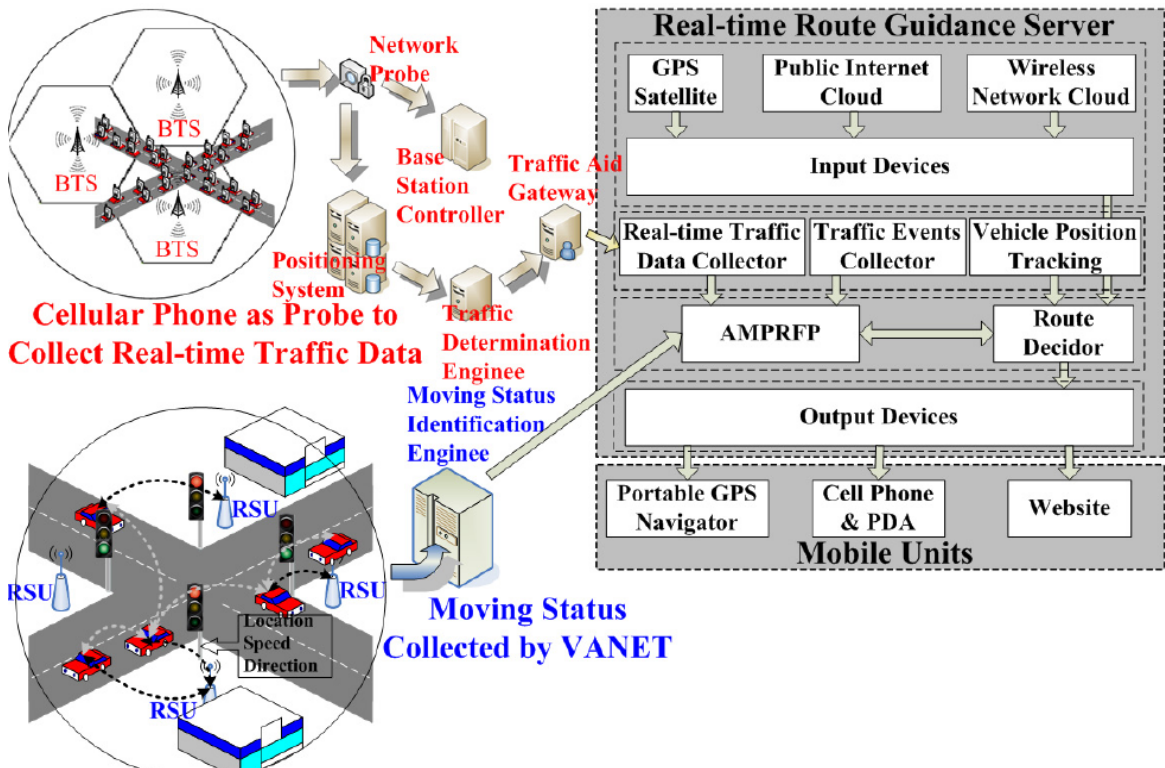 Real-time Route Guidance Server
GPS
Satellite
Public Internet
Cloud
Wireless
Network Cloud
Input Devices
Real-time Traffic
Data Collector
Traffic Events
Collector
Vehicle Position
Tracking
AMPRFP
Route
Decidor
Output Devices
Portable GPS
Navigator
Cell Phone
& PDA
Website
Mobile Units
Network
Probe
BTS
BTS
BTS
Base
Station
Controller
Traffic Aid
Gateway
Positioning
System
Traffic
Determination
Enginee
Cellular Phone as Probe to
Collect Real-time Traffic Data
Moving Status
Identification
Enginee
RSU
RSU
RSU
RSU
Location
Speed
Direction
Moving Status
Collected by VANET